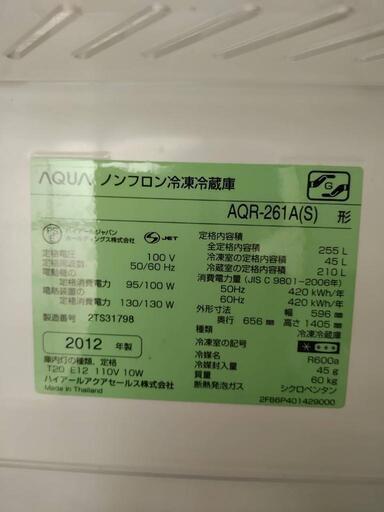 AQUA ノンフロン冷凍冷蔵庫
G
AQR-261A(S) 形
PS E
ハイアールジャパン
ホールディングス株式会社
S JET
定格電圧 100 V
定格周波数 50/60 Hz
電動機の
定格消費電力 95/100 W
電熱装置の
定格消費電力 130/130 W
製造番号 2TS31798
2012 年製
庫内灯の種類、定格
T20 E12 110V 10W
ハイアールアクアセールス株式会社
Made in Thailand
定格内容積
全定格内容積 255 L
冷凍室の定格内容積 45 L
冷蔵室の定格内容積 210 L
消費電力量 (JIS C 9801-2006年)
50Hz 420 kWh/年
60Hz 420 kWh/年
外形寸法 幅 596 mm
奥行 656 mm 高さ 1405 mm
種類 冷凍冷蔵庫
冷凍室の記号
冷媒名 R600a
冷媒封入量 45 g
質量 60 kg
断熱発泡ガス シクロペンタン
2FB6P401429000